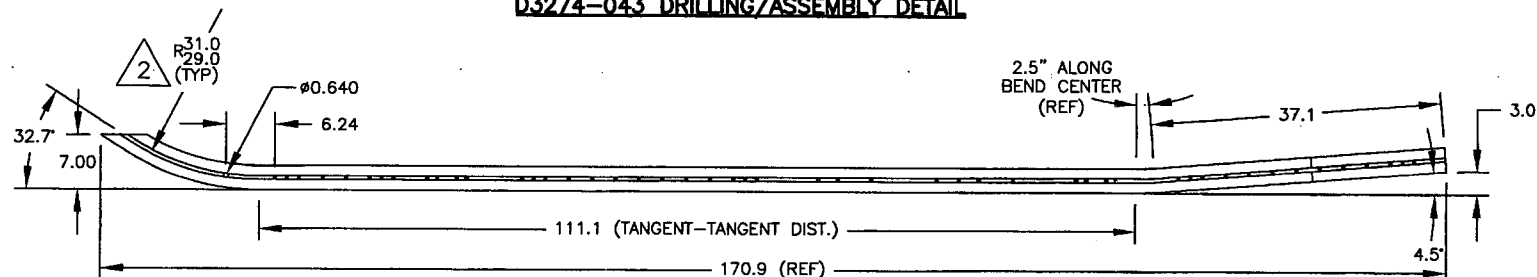 D3274-043 DRILLING/ASSEMBLY DETAIL
2
R31.0
29.0
(TYP)
Ø0.640
2.5" ALONG
BEND CENTER
(REF)
37.1
3.0
6.24
32.7°
7.00
111.1 (TANGENT-TANGENT DIST.)
4.5°
170.9 (REF)